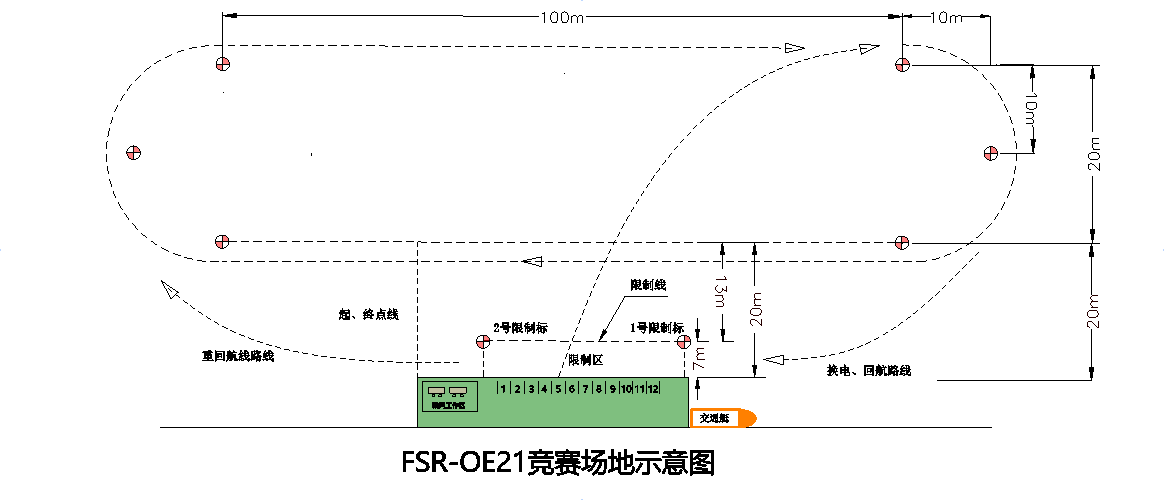 100m
10m
10m
20m
限制线
13m
20m
20m
起、终点线
2号限制标
1号限制标
重回航线路线
限制区
7m
换电、回航路线
1 2 3 4 5 6 7 8 9 10 11 12
交通艇
FSR-OE21竞赛场地示意图